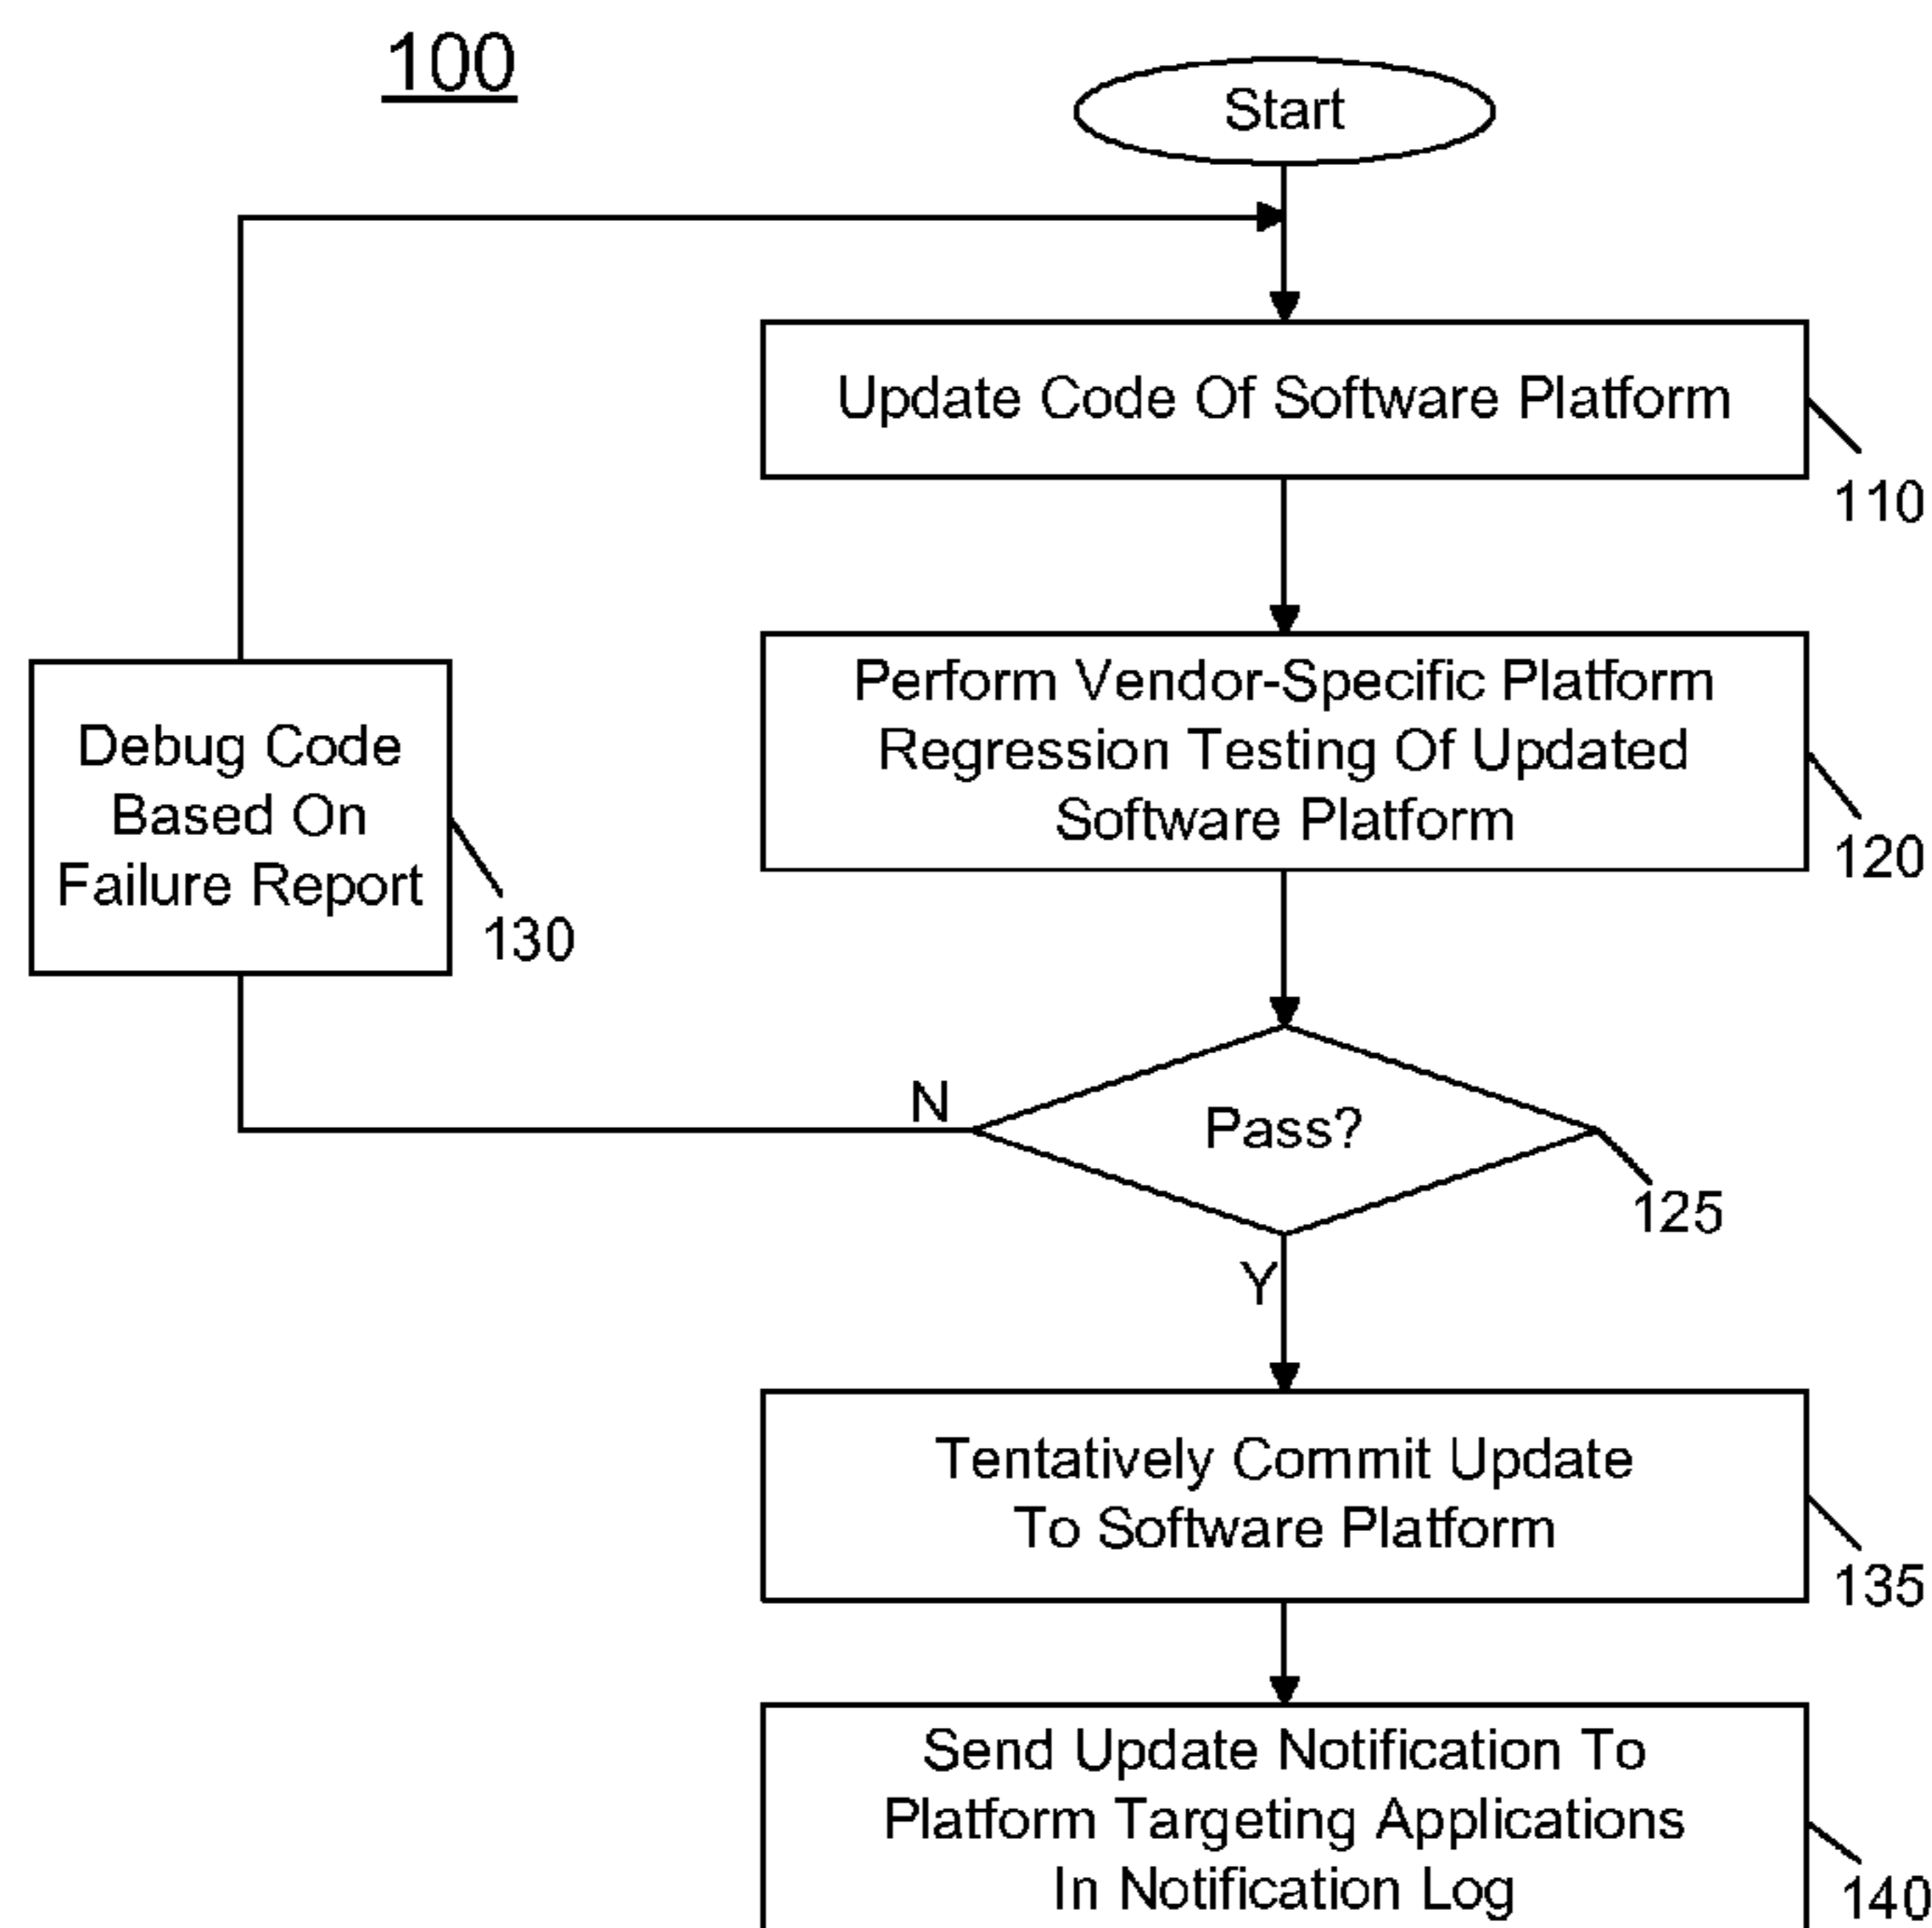 100
Start
Update Code Of Software Platform
110
Perform Vendor-Specific Platform
Regression Testing Of Updated
Software Platform
120
Debug Code
Based On
Failure Report
130
N
Pass?
125
Y
Tentatively Commit Update
To Software Platform
135
Send Update Notification To
Platform Targeting Applications
In Notification Log
140